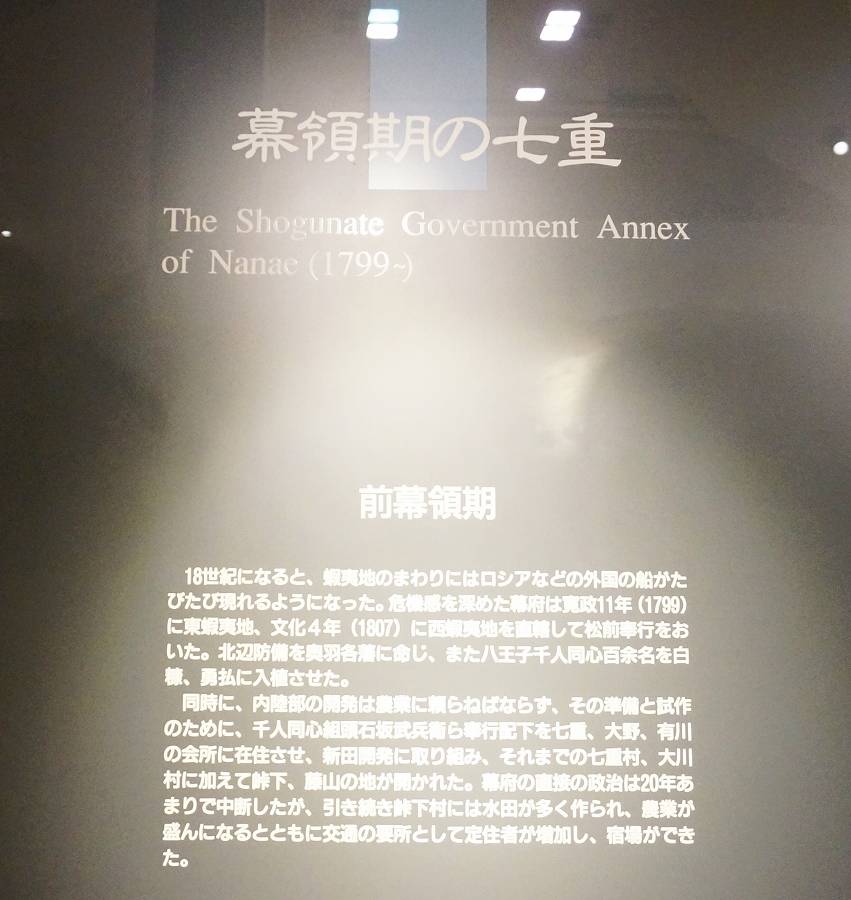 幕領期の七重
The Shogunate Government Annex
of Nanae (1799~)
前幕領期
18世紀になると、蝦夷地のまわりにはロシアなどの外国の船がた
びたび現れるようになった。危機感を深めた幕府は寛政11年（1799）
に東蝦夷地、文化４年（1807）に西蝦夷地を直轄して松前奉行をお
いた。北辺防備を奥羽各藩に命じ、また八王子千人同心百余名を白
糠、勇払に入植させた。
同時に、内陸部の開発は農業に頼らねばならず、その準備と試作
のために、千人同心組頭石坂武兵衛ら奉行配下を七重、大野、有川
の会所に在住させ、新田開発に取り組み、それまでの七重村、大川
村に加えて峠下、藤山の地が開かれた。幕府の直接の政治は20年あ
まりで中断したが、引き続き峠下村には水田が多く作られ、農業が
盛んになるとともに交通の要所として定住者が増加し、宿場ができ
た。